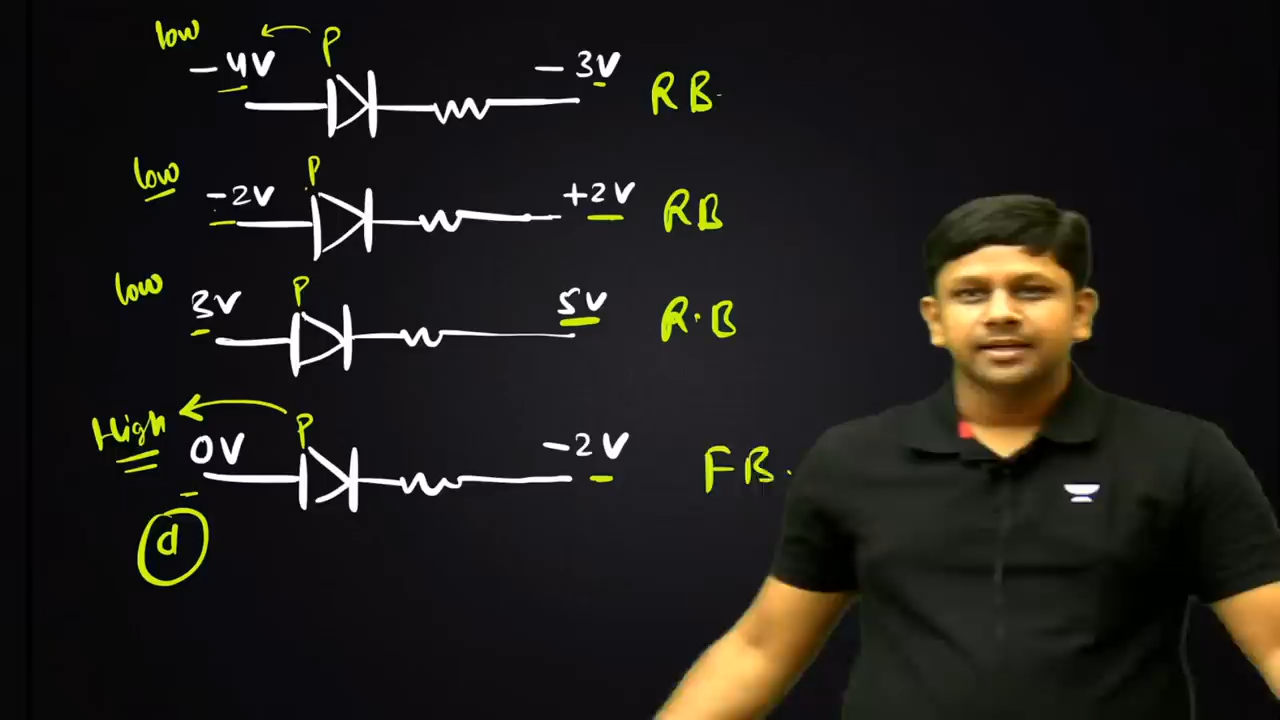 low
P
-4V
-3V
RB.
low
P
-2V
+2V
RB
low
P
3V
5V
R.B
High
P
0V
-2V
FB.
d